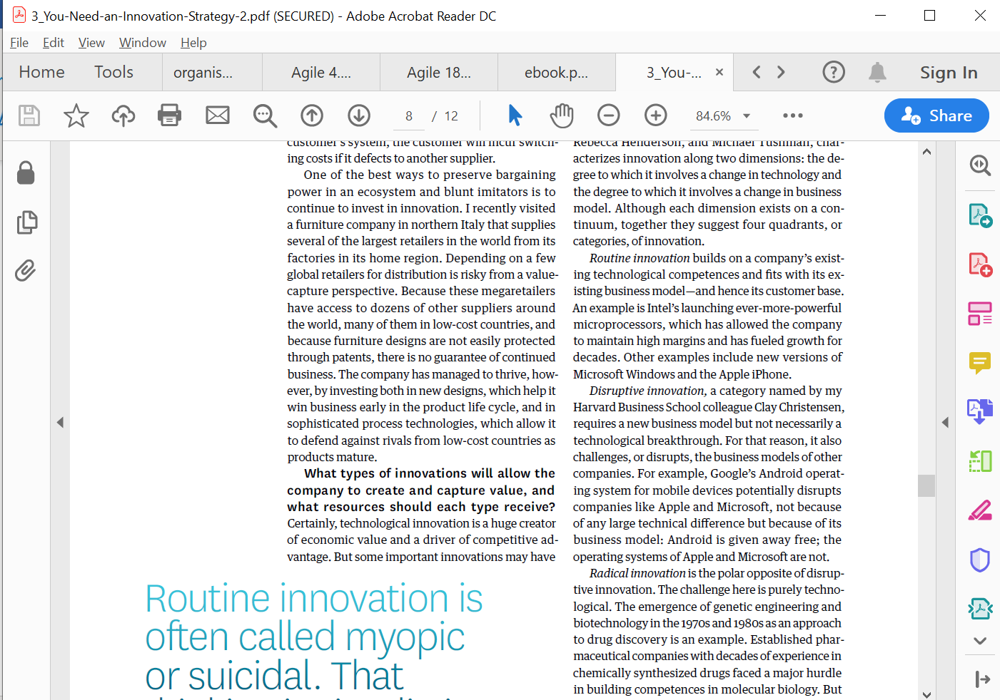 3_You-Need-an-Innovation-Strategy-2.pdf (SECURED) - Adobe Acrobat Reader DC
File Edit View Window Help
Home Tools organis... Agile 4.... Agile 18... ebook.p... 3_You-... Sign In
8 / 12 84.6% Share
customer's system, the customer will incur switch-
ing costs if it defects to another supplier.
One of the best ways to preserve bargaining
power in an ecosystem and blunt imitators is to
continue to invest in innovation. I recently visited
a furniture company in northern Italy that supplies
several of the largest retailers in the world from its
factories in its home region. Depending on a few
global retailers for distribution is risky from a value-
capture perspective. Because these megaretailers
have access to dozens of other suppliers around
the world, many of them in low-cost countries, and
because furniture designs are not easily protected
through patents, there is no guarantee of continued
business. The company has managed to thrive, how-
ever, by investing both in new designs, which help it
win business early in the product life cycle, and in
sophisticated process technologies, which allow it
to defend against rivals from low-cost countries as
products mature.
What types of innovations will allow the
company to create and capture value, and
what resources should each type receive?
Certainly, technological innovation is a huge creator
of economic value and a driver of competitive ad-
vantage. But some important innovations may have
Routine innovation is
often called myopic
or suicidal. That
Rebecca Henderson, and Michael Tushman, char-
acterizes innovation along two dimensions: the de-
gree to which it involves a change in technology and
the degree to which it involves a change in business
model. Although each dimension exists on a con-
tinuum, together they suggest four quadrants, or
categories, of innovation.
Routine innovation builds on a company's exist-
ing technological competences and fits with its ex-
isting business model—and hence its customer base.
An example is Intel's launching ever-more-powerful
microprocessors, which has allowed the company
to maintain high margins and has fueled growth for
decades. Other examples include new versions of
Microsoft Windows and the Apple iPhone.
Disruptive innovation, a category named by my
Harvard Business School colleague Clay Christensen,
requires a new business model but not necessarily a
technological breakthrough. For that reason, it also
challenges, or disrupts, the business models of other
companies. For example, Google's Android operat-
ing system for mobile devices potentially disrupts
companies like Apple and Microsoft, not because
of any large technical difference but because of its
business model: Android is given away free; the
operating systems of Apple and Microsoft are not.
Radical innovation is the polar opposite of disrup-
tive innovation. The challenge here is purely techno-
logical. The emergence of genetic engineering and
biotechnology in the 1970s and 1980s as an approach
to drug discovery is an example. Established phar-
maceutical companies with decades of experience in
chemically synthesized drugs faced a major hurdle
in building competences in molecular biology. But